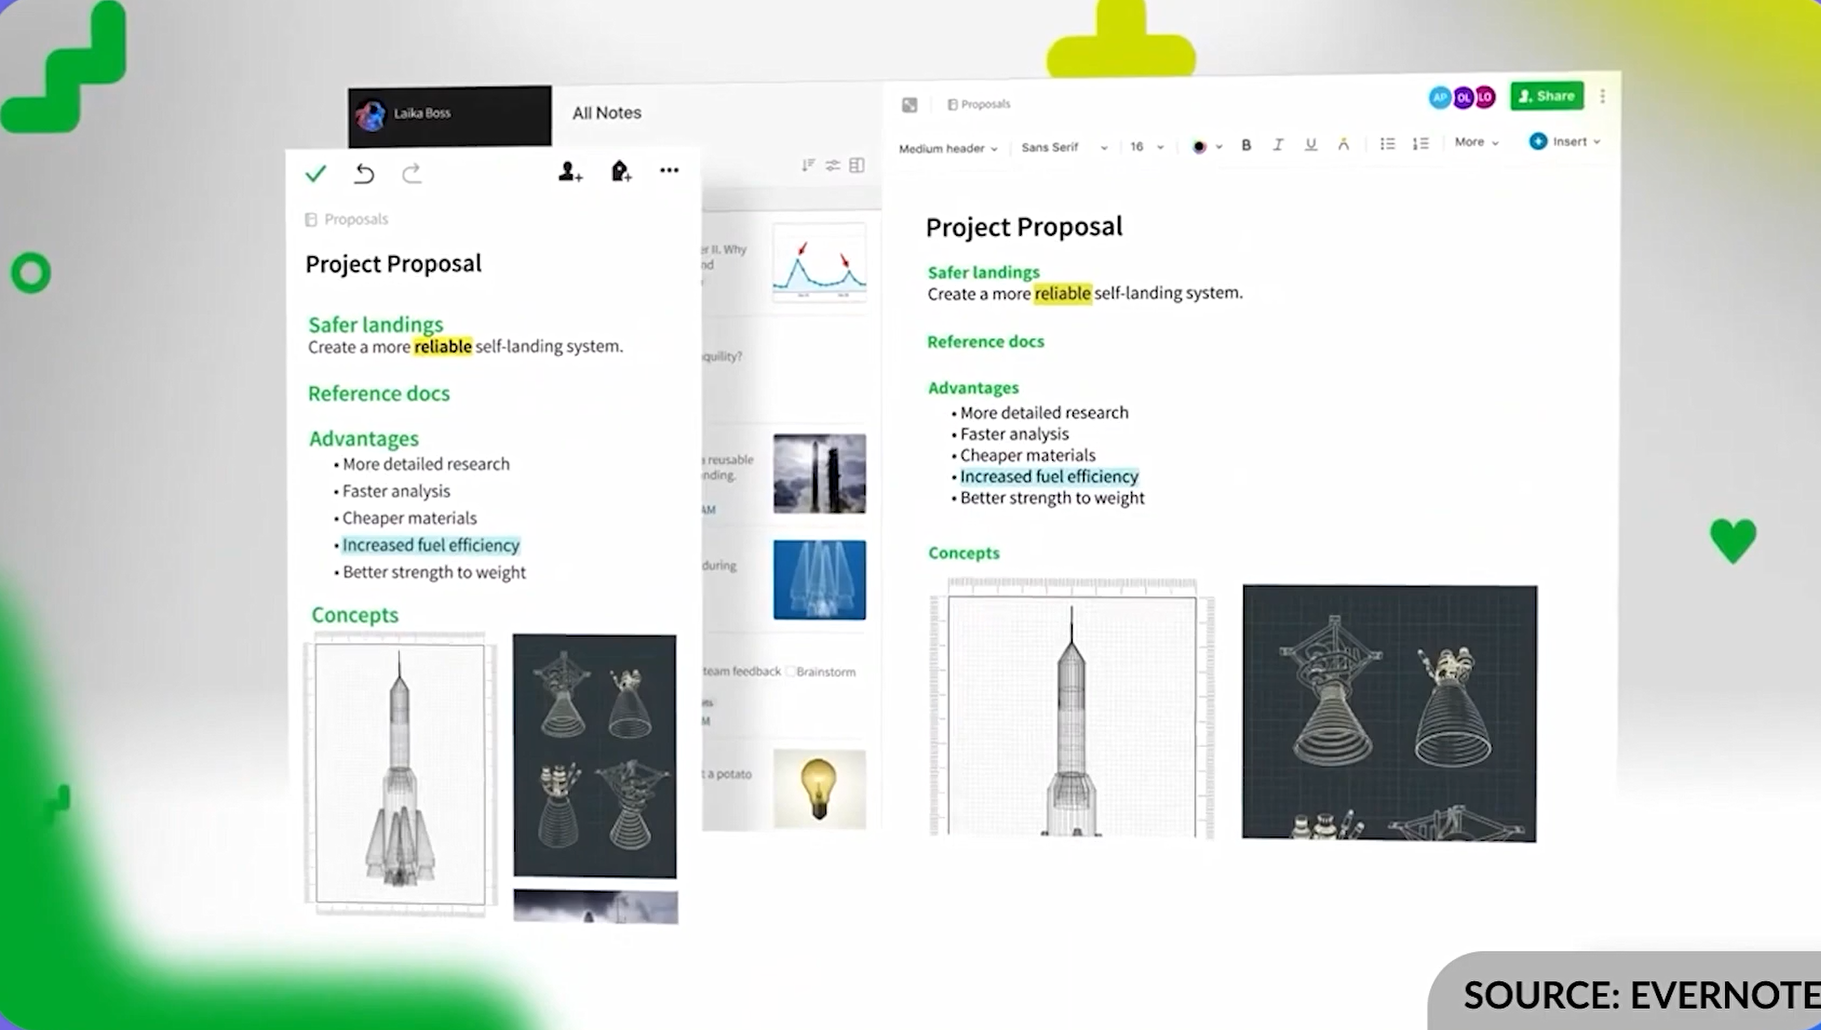 Laika Boss
All Notes
Proposals
Project Proposal
Safer landings
Create a more reliable self-landing system.
Reference docs
Advantages
• More detailed research
• Faster analysis
• Cheaper materials
• Increased fuel efficiency
• Better strength to weight
Concepts
er II. Why
nd
quility?
a reusable
nding.
AM
during
team feedback Brainstorm
M
t a potato
Proposals
AP OL LO
Share
Medium header
Sans Serif
16
B I U A
More
Insert
Project Proposal
Safer landings
Create a more reliable self-landing system.
Reference docs
Advantages
• More detailed research
• Faster analysis
• Cheaper materials
• Increased fuel efficiency
• Better strength to weight
Concepts
SOURCE: EVERNOTE